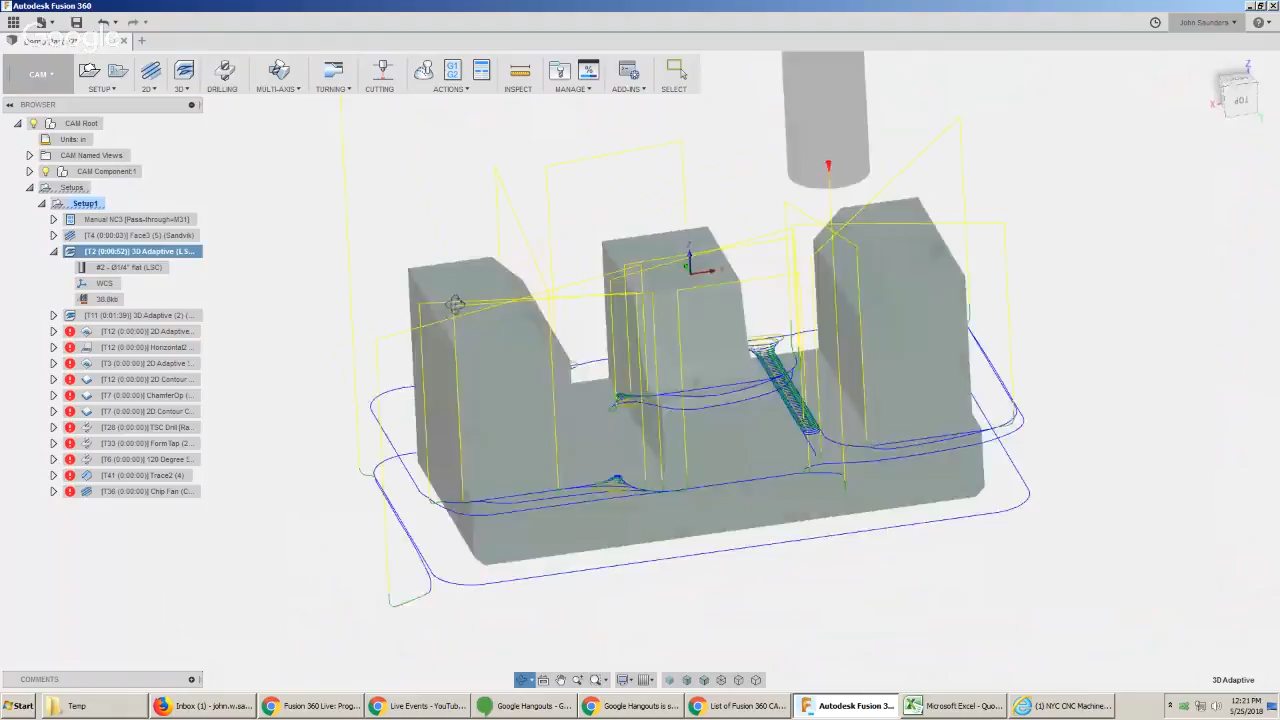 Autodesk Fusion 360
John Saunders
Google
CAM
SETUP
2D
3D
DRILLING
MULTI-AXIS
TURNING
CUTTING
G1
G2
ACTIONS
INSPECT
MANAGE
ADD-INS
SELECT
BROWSER
CAM Root
Units: in
CAM Named Views
CAM Component:1
Setups
Setup1
Manual NC3 [Pass-through=M31]
[T4 (0:00:03)] Face3 (5) (Sandvik)
[T2 (0:00:52)] 3D Adaptive (LS...
#2 - Ø1/4" flat (LSC)
WCS
38.8kb
[T11 (0:01:39)] 3D Adaptive (2) (...
[T12 (0:00:00)] 2D Adaptive...
[T12 (0:00:00)] Horizontal2 ...
[T3 (0:00:00)] 2D Adaptive ...
[T12 (0:00:00)] 2D Contour ...
[T7 (0:00:00)] ChamferOp (...
[T7 (0:00:00)] 2D Contour C...
[T28 (0:00:00)] TSC Drill [Ra...
[T33 (0:00:00)] FormTap (2...
[T6 (0:00:00)] 120 Degree S...
[T41 (0:00:00)] Trace2 (4)
[T36 (0:00:00)] Chip Fan (C...
Z
X
TOP
COMMENTS
3D Adaptive
Start
Temp
Inbox (1) - john.w.sa...
Fusion 360 Live: Prog...
Live Events - YouTub...
Google Hangouts - G...
Google Hangouts is s...
List of Fusion 360 CA...
Autodesk Fusion 3...
Microsoft Excel - Quo...
(1) NYC CNC Machine...
12:21 PM
5/25/2018